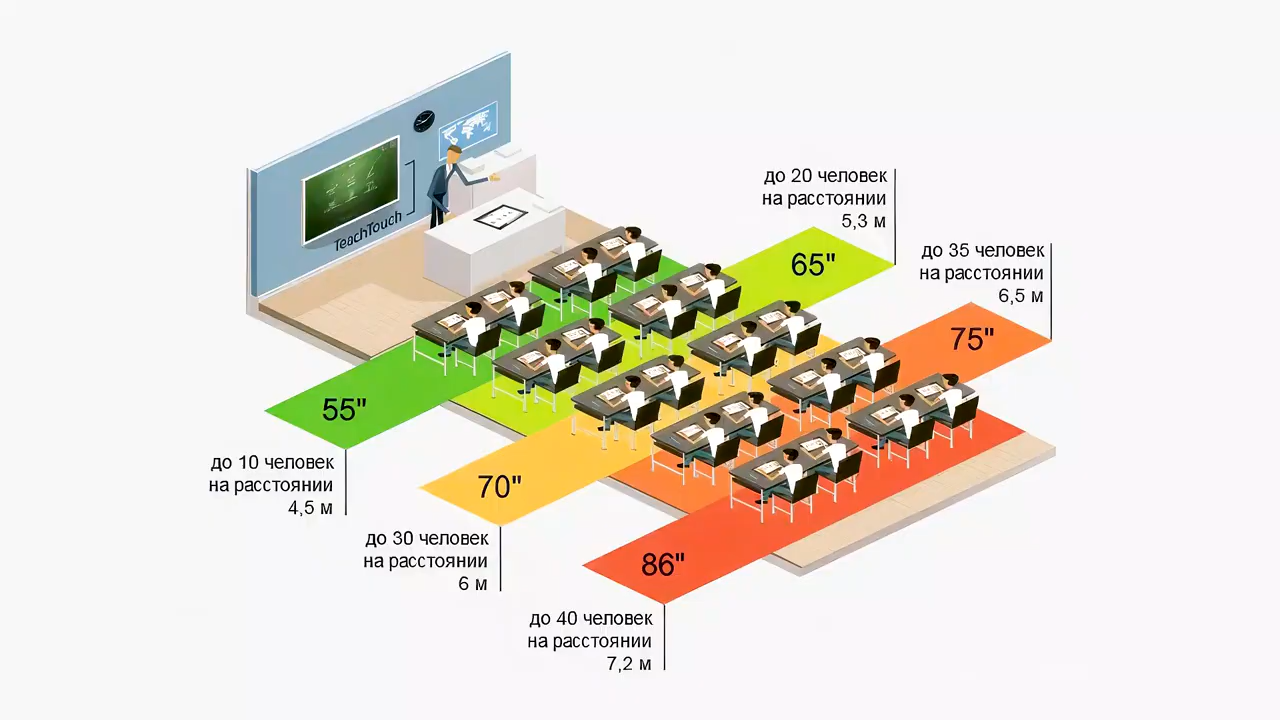 TeachTouch
до 20 человек
на расстоянии
5,3 м
65"
до 35 человек
на расстоянии
6,5 м
75"
55"
до 10 человек
на расстоянии
4,5 м
70"
до 30 человек
на расстоянии
6 м
86"
до 40 человек
на расстоянии
7,2 м